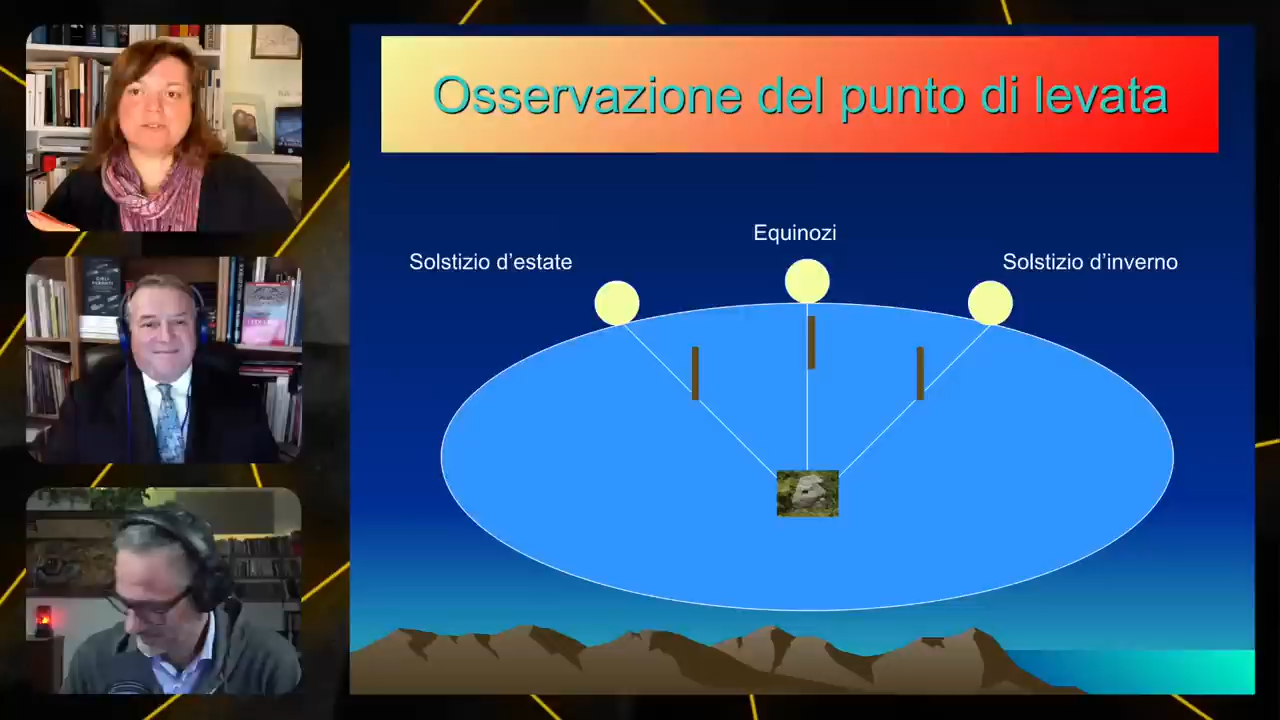 Osservazione del punto di levata
Equinozi
Solstizio d’estate
Solstizio d’inverno